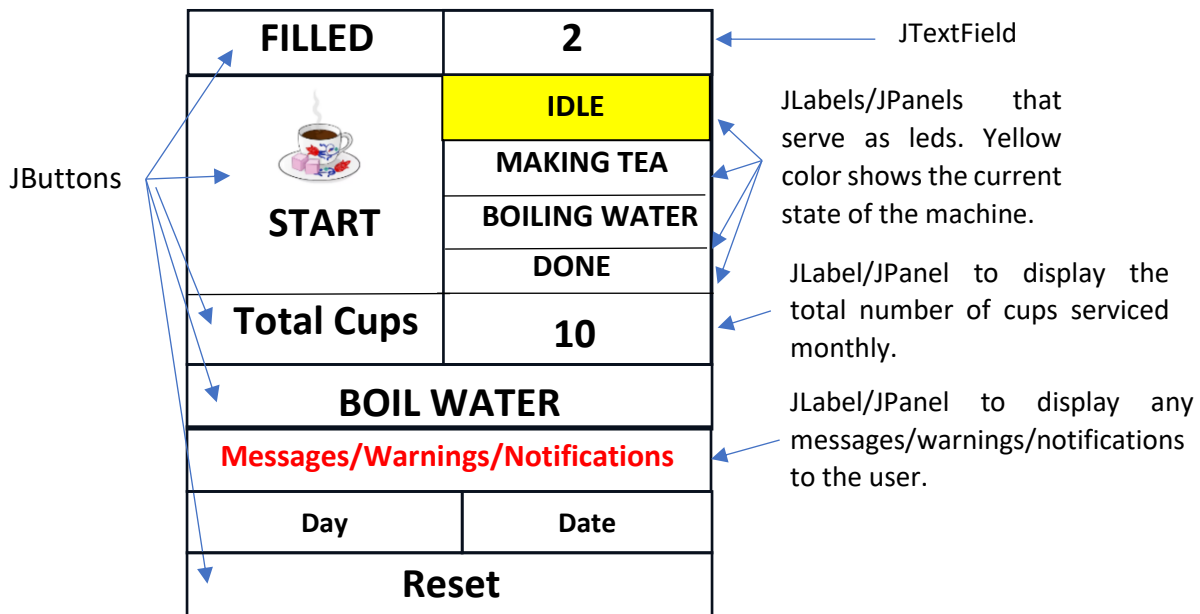 FILLED
2
JTextField
IDLE
MAKING TEA
BOILING WATER
DONE
JLabels/JPanels that
serve as leds. Yellow
color shows the current
state of the machine.
JButtons
START
Total Cups
10
JLabel/JPanel to display the
total number of cups serviced
monthly.
BOIL WATER
JLabel/JPanel to display any
messages/warnings/notifications
to the user.
Messages/Warnings/Notifications
Day
Date
Reset